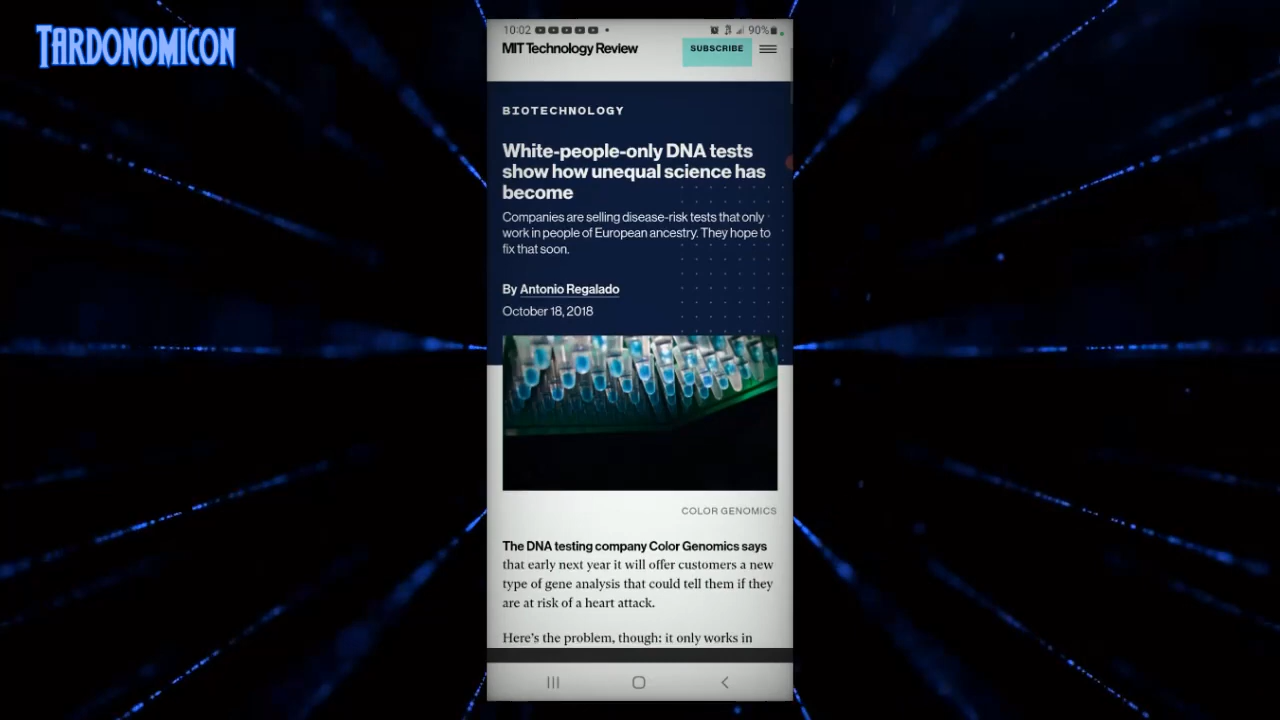 TARDONOMICON
10:02
90%
MIT Technology Review
SUBSCRIBE
BIOTECHNOLOGY
White-people-only DNA tests
show how unequal science has
become
Companies are selling disease-risk tests that only
work in people of European ancestry. They hope to
fix that soon.
By Antonio Regalado
October 18, 2018
COLOR GENOMICS
The DNA testing company Color Genomics says
that early next year it will offer customers a new
type of gene analysis that could tell them if they
are at risk of a heart attack.
Here's the problem, though: it only works in